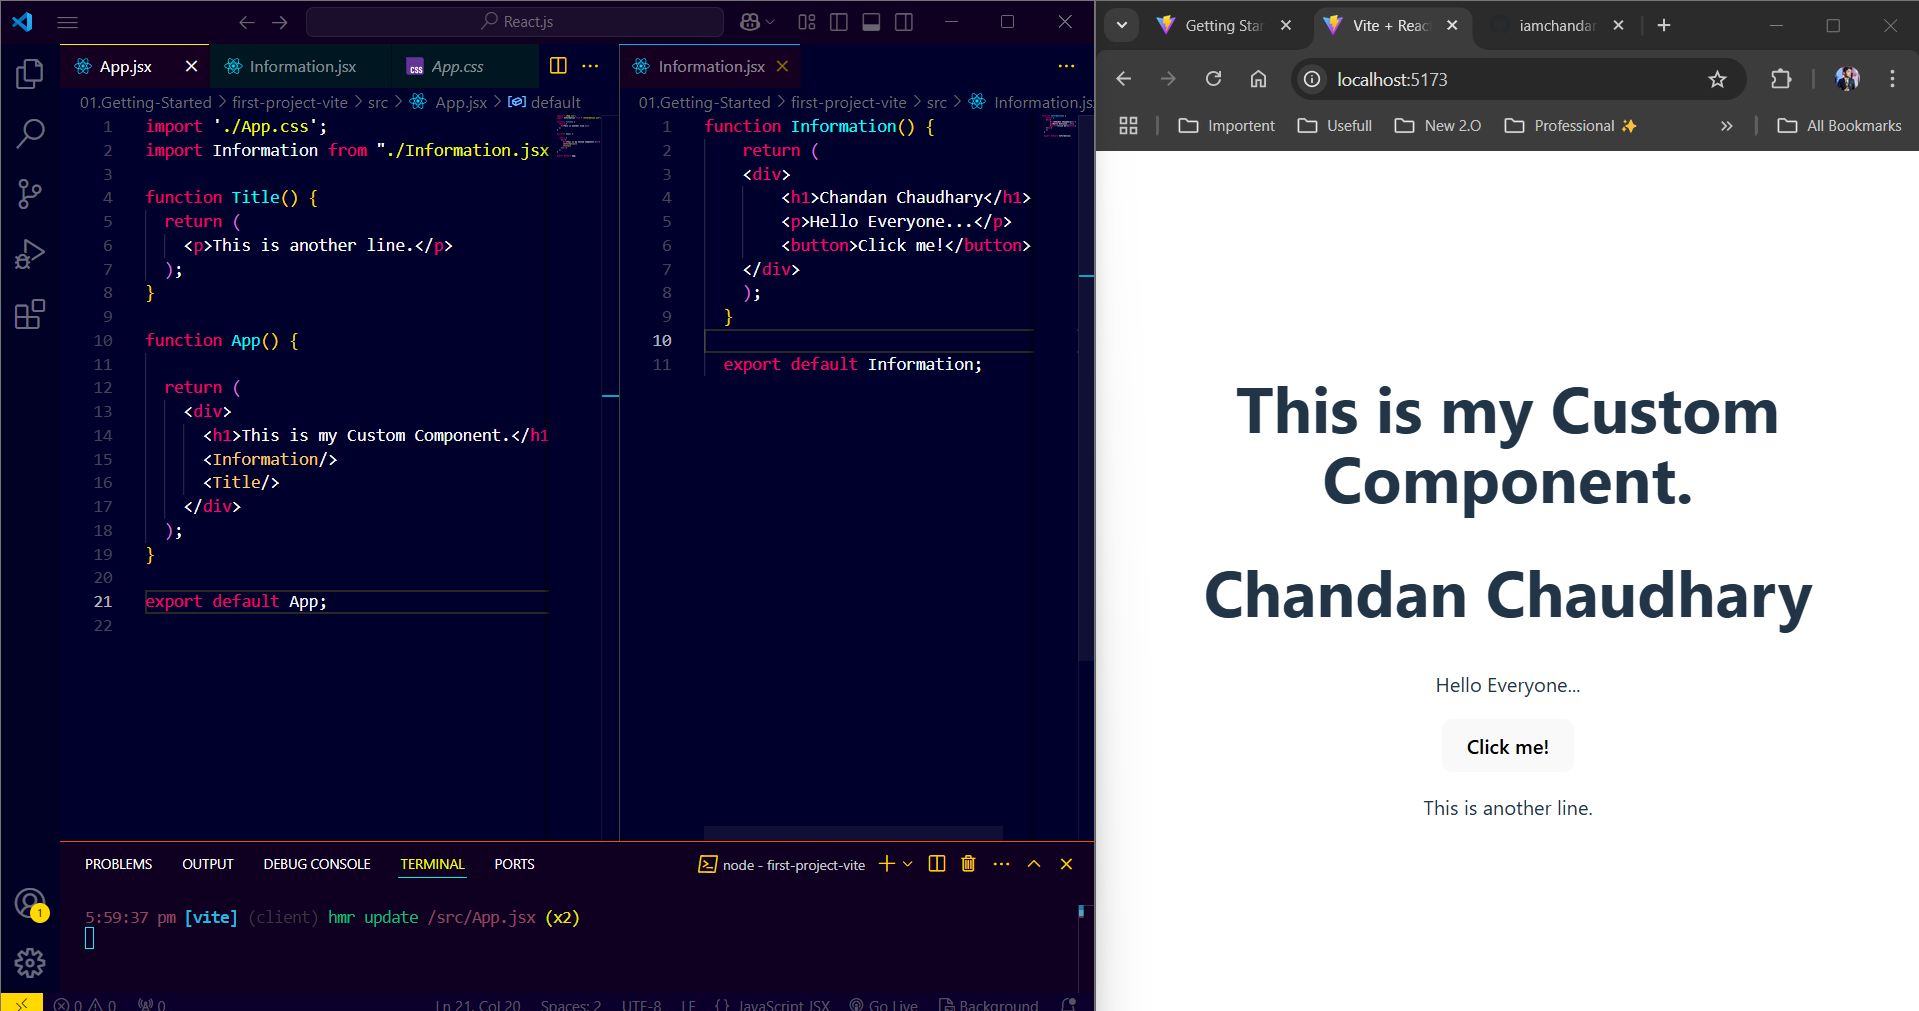 React.js
App.jsx
Information.jsx
App.css
01.Getting-Started > first-project-vite > src > App.jsx > default
1 import './App.css';
2 import Information from "./Information.jsx
3
4 function Title() {
5 return (
6 <p>This is another line.</p>
7 );
8 }
9
10 function App() {
11
12 return (
13 <div>
14 <h1>This is my Custom Component.</h1
15 <Information/>
16 <Title/>
17 </div>
18 );
19 }
20
21 export default App;
22
Information.jsx
01.Getting-Started > first-project-vite > src > Information.js
1 function Information() {
2 return (
3 <div>
4 <h1>Chandan Chaudhary</h1>
5 <p>Hello Everyone...</p>
6 <button>Click me!</button>
7 </div>
8 );
9 }
10
11 export default Information;
PROBLEMS OUTPUT DEBUG CONSOLE TERMINAL PORTS
node - first-project-vite
5:59:37 pm [vite] (client) hmr update /src/App.jsx (x2)
1
0 0 0 Ln 21, Col 20 Spaces: 2 UTF-8 LF {} JavaScript JSX Go Live Background
Getting Star
Vite + Reac
iamchandan
localhost:5173
Importent Usefull New 2.O Professional ✨ » All Bookmarks
This is my Custom
Component.
Chandan Chaudhary
Hello Everyone...
Click me!
This is another line.